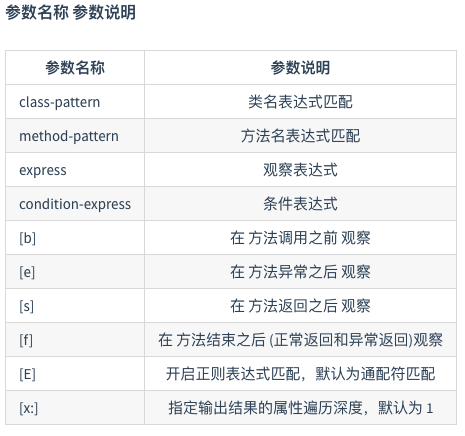 参数名称 参数说明
参数名称 参数说明
class-pattern 类名表达式匹配
method-pattern 方法名表达式匹配
express 观察表达式
condition-express 条件表达式
[b] 在 方法调用之前 观察
[e] 在 方法异常之后 观察
[s] 在 方法返回之后 观察
[f] 在 方法结束之后 (正常返回和异常返回)观察
[E] 开启正则表达式匹配，默认为通配符匹配
[x:] 指定输出结果的属性遍历深度，默认为 1